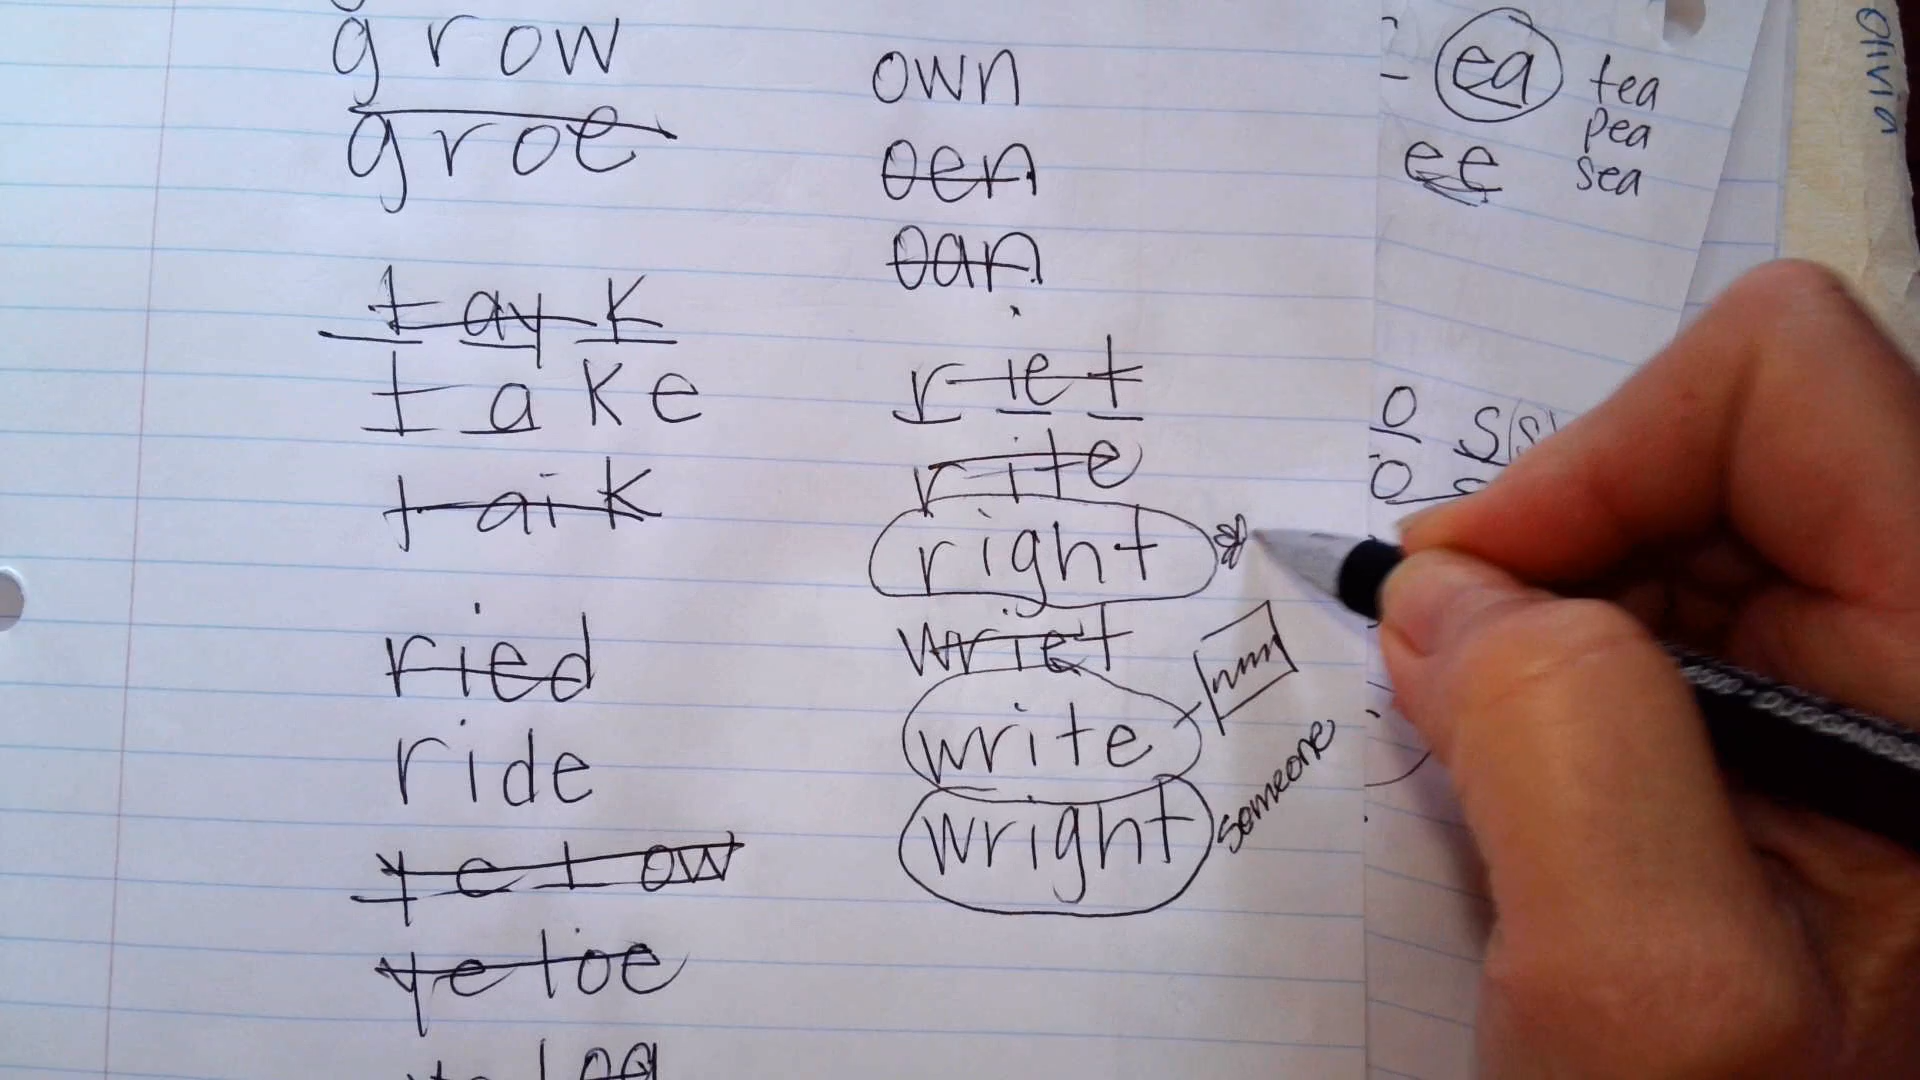 grow
groe
tayk
take
taik
ried
ride
yelow
yeloe
own
oen
oan
riet
rite
right
wriet
write
wright
someone
ea
ee
tea
pea
sea
Olivia